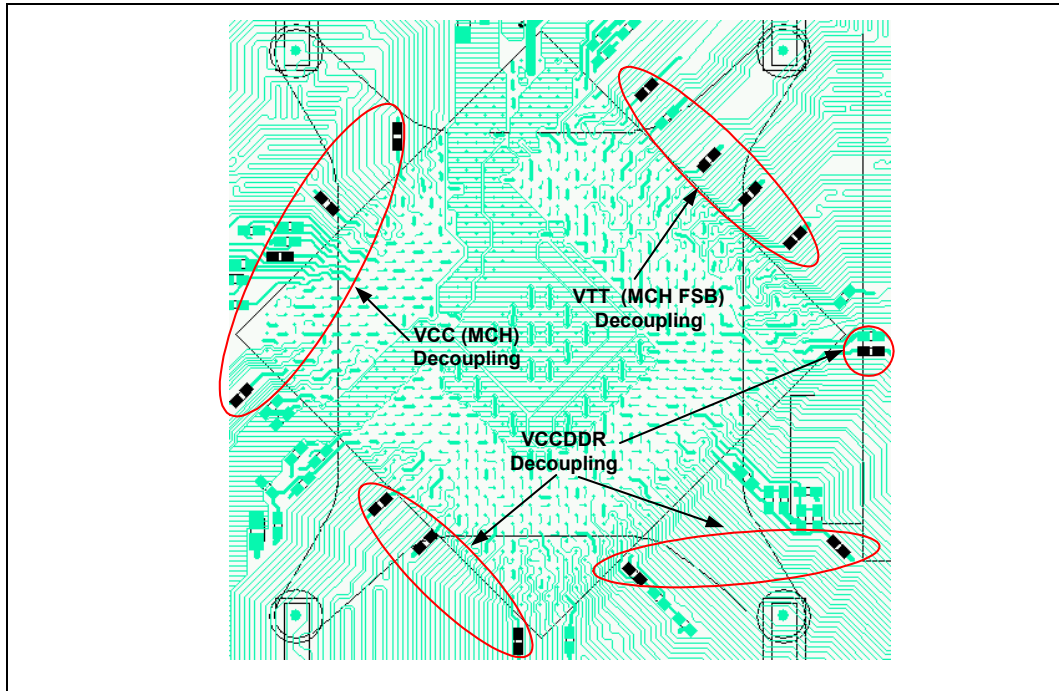 VTT (MCH FSB)
Decoupling
VCC (MCH)
Decoupling
VCCDDR
Decoupling